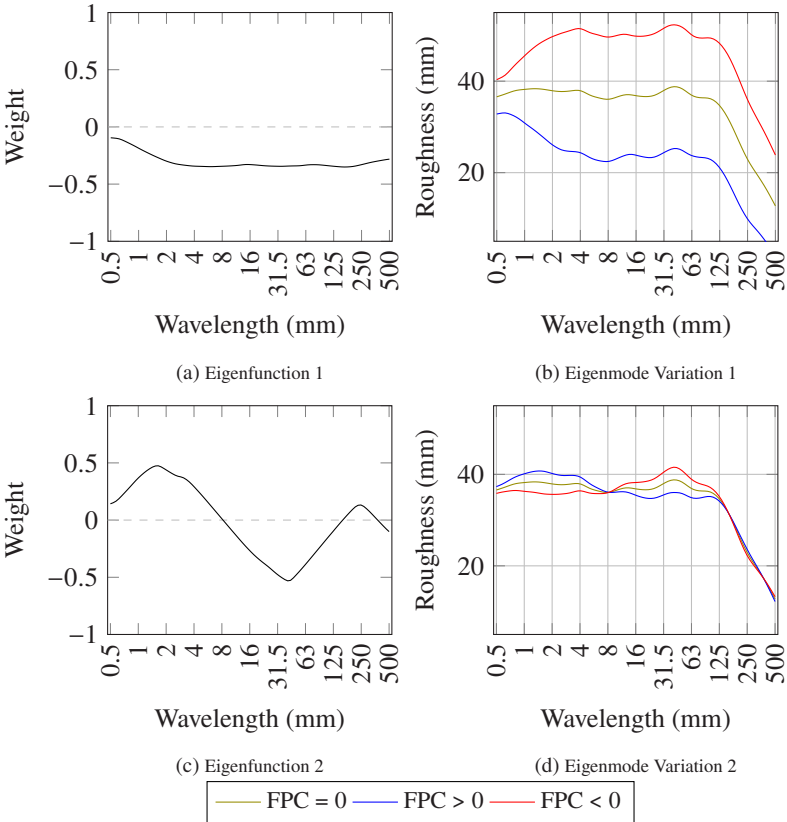 1
0.5
0
−0.5
−1
Weight
0.5 1 2 4 8 16 31.5 63 125 250 500
Wavelength (mm)
(a) Eigenfunction 1
40
20
Roughness (mm)
0.5 1 2 4 8 16 31.5 63 125 250 500
Wavelength (mm)
(b) Eigenmode Variation 1
1
0.5
0
−0.5
−1
Weight
0.5 1 2 4 8 16 31.5 63 125 250 500
Wavelength (mm)
(c) Eigenfunction 2
40
20
Roughness (mm)
0.5 1 2 4 8 16 31.5 63 125 250 500
Wavelength (mm)
(d) Eigenmode Variation 2
FPC = 0 FPC > 0 FPC < 0